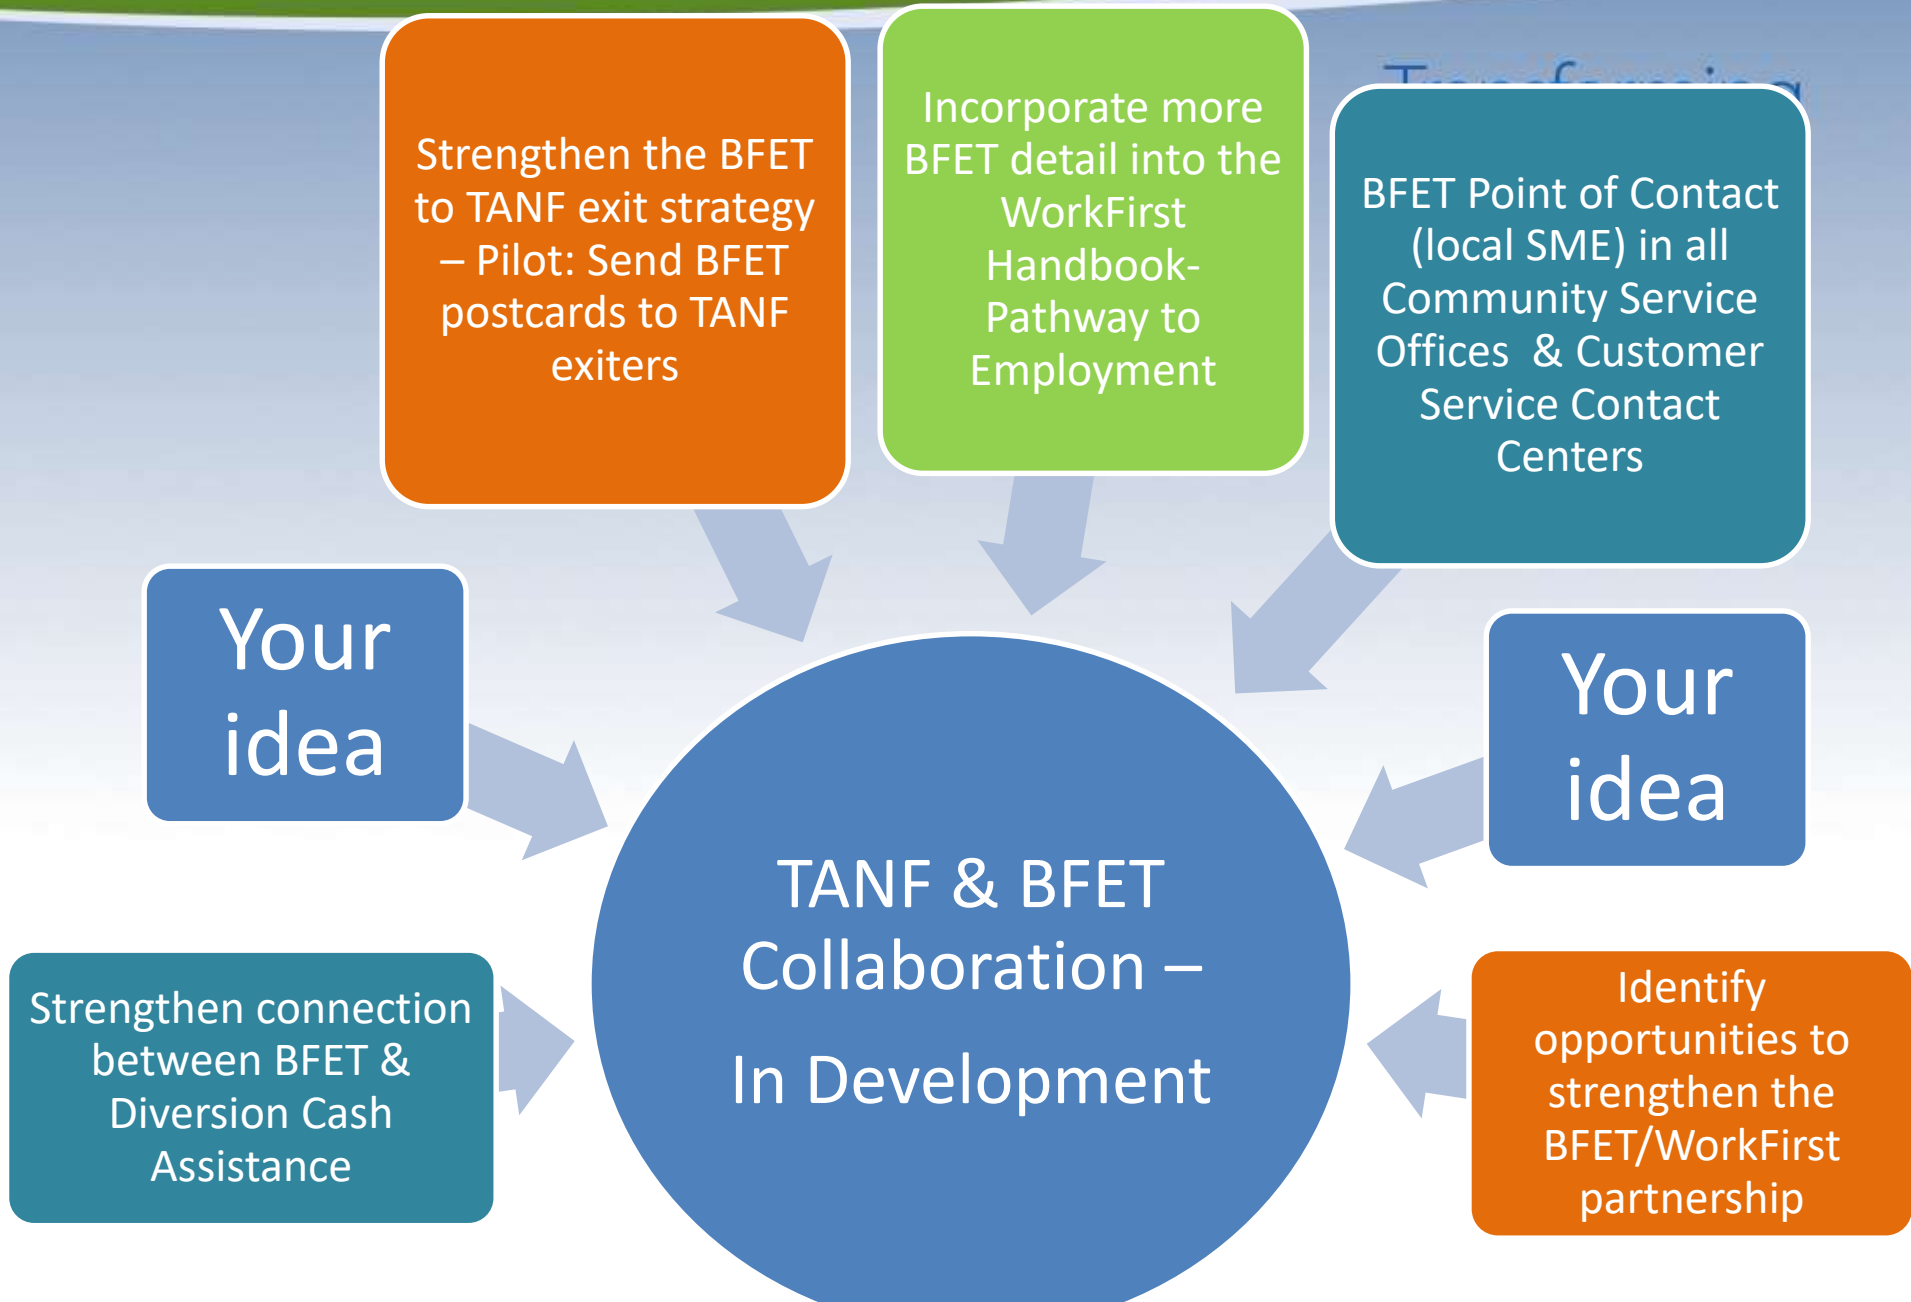 Strengthen the BFET
to TANF exit strategy
– Pilot: Send BFET
postcards to TANF
exiters
Incorporate more
BFET detail into the
WorkFirst
Handbook-
Pathway to
Employment
Transforming
BFET Point of Contact
(local SME) in all
Community Service
Offices & Customer
Service Contact
Centers
Your
idea
Your
idea
TANF & BFET
Collaboration –
In Development
Strengthen connection
between BFET &
Diversion Cash
Assistance
Identify
opportunities to
strengthen the
BFET/WorkFirst
partnership